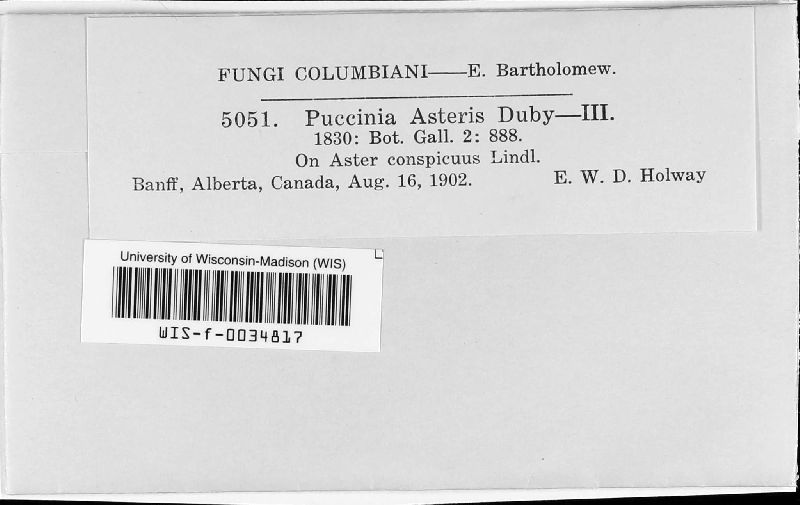 FUNGI COLUMBIANI—E. Bartholomew.
5051. Puccinia Asteris Duby—III.
1830: Bot. Gall. 2: 888.
On Aster conspicuus Lindl.
Banff, Alberta, Canada, Aug. 16, 1902. E. W. D. Holway
University of Wisconsin-Madison (WIS)
WIS-f-0034817